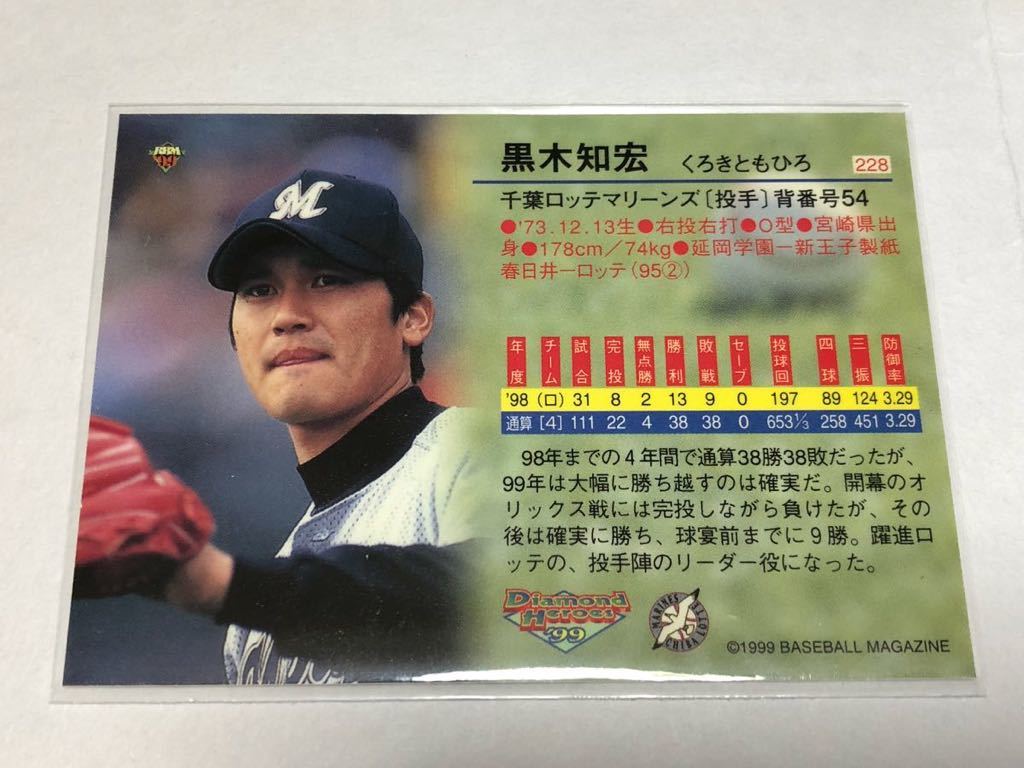 BBM
99
M
黒木知宏 くろきともひろ 228
千葉ロッテマリーンズ〔投手〕背番号54
●'73.12.13生●右投右打●O型●宮崎県出
身●178cm／74kg●延岡学園ー新王子製紙
春日井ーロッテ(95②)
年度 チーム 試合 完投 無点勝 勝利 敗戦 セーブ 投球回 四球 三振 防御率
'98 (ロ) 31 8 2 13 9 0 197 89 124 3.29
通算 [4] 111 22 4 38 38 0 653⅓ 258 451 3.29
98年までの4年間で通算38勝38敗だったが、
99年は大幅に勝ち越すのは確実だ。開幕のオ
リックス戦には完投しながら負けたが、その
後は確実に勝ち、球宴前までに9勝。躍進ロ
ッテの、投手陣のリーダー役になった。
Diamond
Heroes
'99
MARINES
CHIBA LOTTE
©1999 BASEBALL MAGAZINE